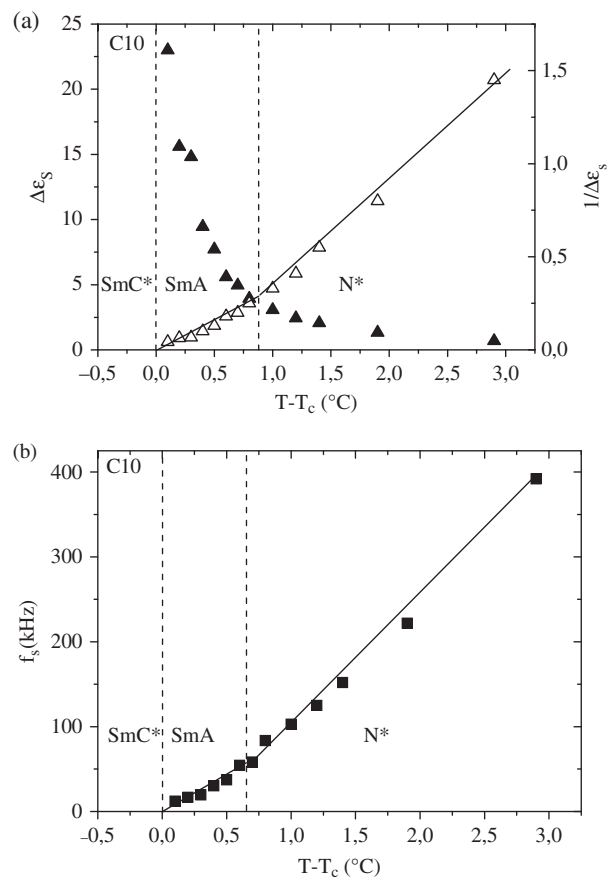 (a)
C10
25
20
15
10
5
0
Δε_S
1,5
1,0
0,5
0,0
1/Δε_s
SmC* SmA N*
–0,5 0,0 0,5 1,0 1,5 2,0 2,5 3,0
T-T_c (°C)
(b)
C10
400
300
200
100
0
f_s(kHz)
SmC* SmA N*
–0,5 0,0 0,5 1,0 1,5 2,0 2,5 3,0
T-T_c (°C)